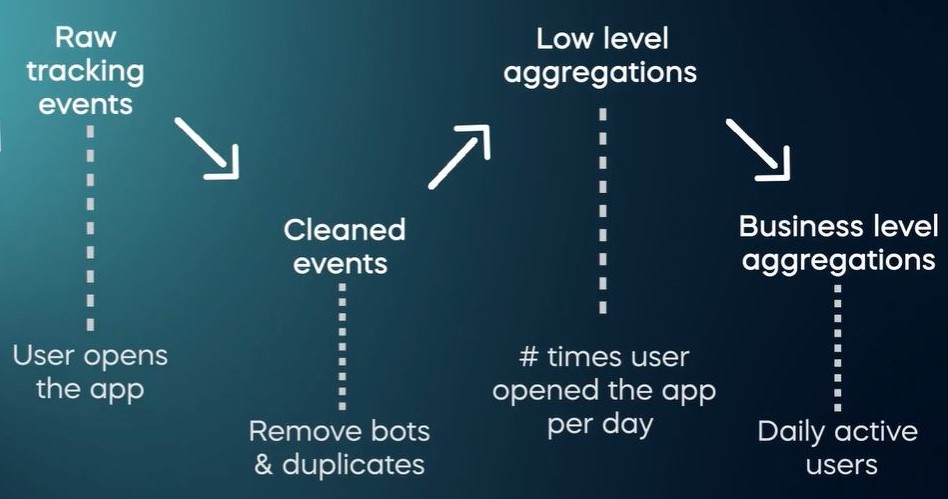 Raw
tracking
events
User opens
the app
Cleaned
events
Remove bots
& duplicates
Low level
aggregations
# times user
opened the app
per day
Business level
aggregations
Daily active
users